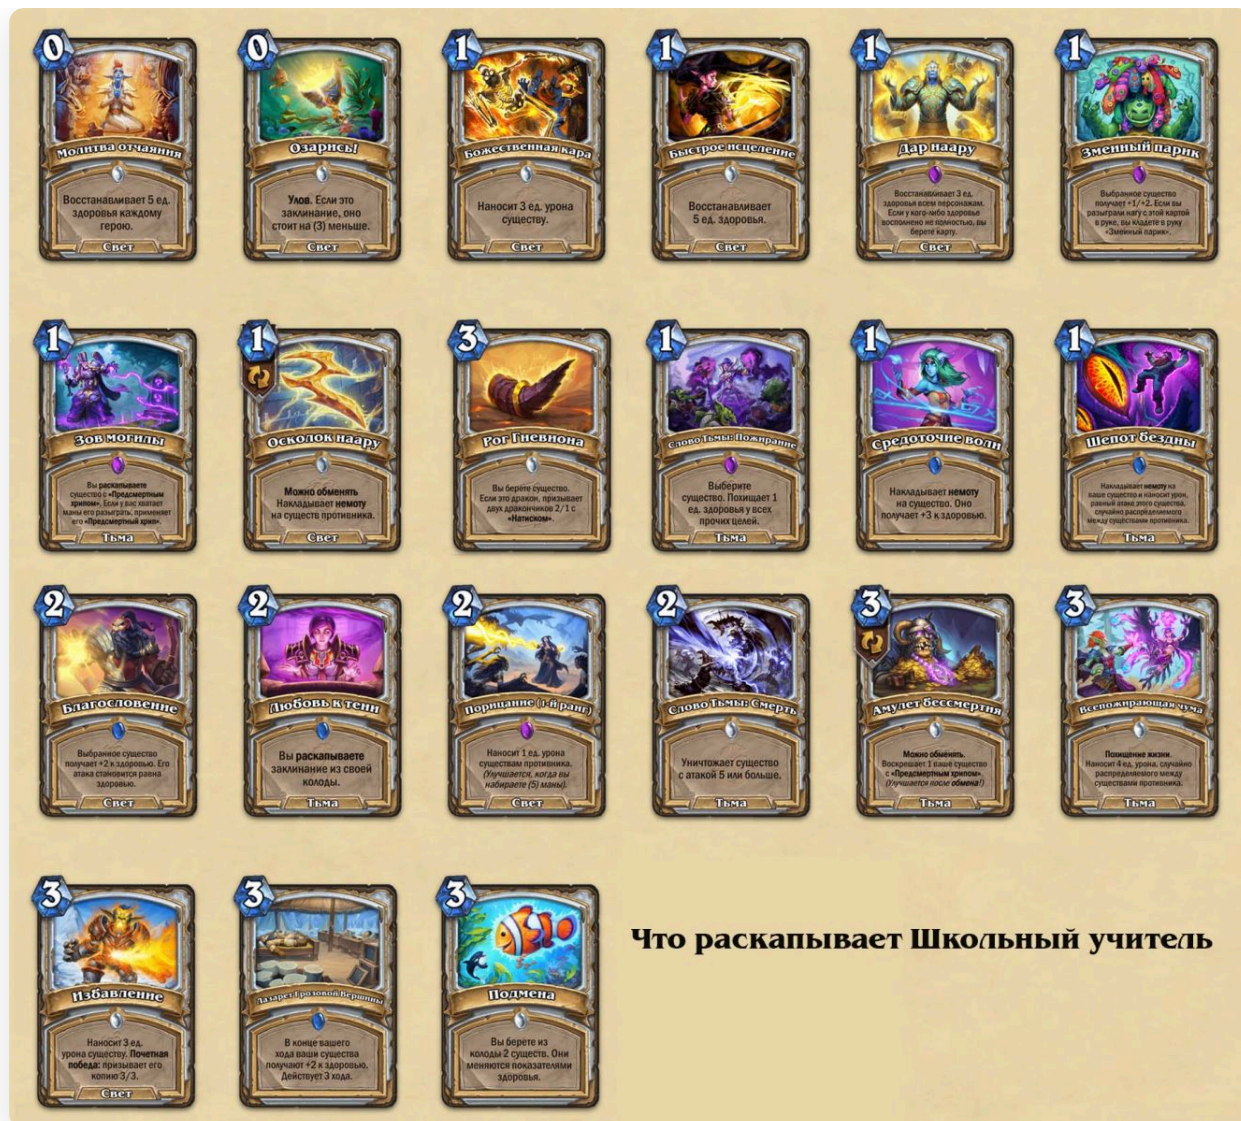 0
Молитва отчаяния
Восстанавливает 5 ед.
здоровья каждому
герою.
Свет
0
Озарись!
Улов. Если это
заклинание, оно
стоит на (3) меньше.
Свет
1
Божественная кара
Наносит 3 ед. урона
существу.
Свет
1
Быстрое исцеление
Восстанавливает
5 ед. здоровья.
Свет
1
Дар наару
Восстанавливает 3 ед.
здоровья всем персонажам.
Если у кого-либо здоровье
восполнено не полностью, вы
берете карту.
Свет
1
Змеиный парик
Выбранное существо
получает +1/+2. Если вы
разыграли нагу с этой картой
в руке, вы кладете в руку
«Змеиный парик».
Свет
1
Зов могилы
Вы раскапываете
существо с «Предсмертным
хрипом». Если у вас хватает
маны его разыграть, применяет
его «Предсмертный хрип».
Тьма
1
Осколок наару
Можно обменять
Накладывает немоту
на существ противника.
Свет
3
Рог Гневиона
Вы берете существо.
Если это дракон, призывает
двух дракончиков 2/1 с
«Натиском».
1
Слово Тьмы: Пожирание
Выберите
существо. Похищает 1
ед. здоровья у всех
прочих целей.
Тьма
1
Средоточие воли
Накладывает немоту
на существо. Оно
получает +3 к здоровью.
1
Шепот бездны
Накладывает немоту на
ваше существо и наносит урон,
равный атаке этого существа,
случайно распределяемого
между существами противника.
Тьма
2
Благословение
Выбранное существо
получает +2 к здоровью. Его
атака становится равна
здоровью.
Свет
2
Любовь к тени
Вы раскапываете
заклинание из своей
колоды.
Тьма
2
Порицание (1-й ранг)
Наносит 1 ед. урона
существам противника.
(Улучшается, когда вы
набираете (5) маны).
Свет
2
Слово Тьмы: Смерть
Уничтожает существо
с атакой 5 или больше.
Тьма
3
Амулет бессмертия
Можно обменять.
Воскрешает 1 ваше существо
с «Предсмертным хрипом».
(Улучшается после обмена!)
Тьма
3
Всепожирающая чума
Похищение жизни.
Наносит 4 ед. урона, случайно
распределяемого между
существами противника.
Тьма
3
Избавление
Наносит 3 ед.
урона существу. Почетная
победа: призывает его
копию 3/3.
Свет
3
Лазарет Грозовой Вершины
В конце вашего
хода ваши существа
получают +2 к здоровью.
Действует 3 хода.
3
Подмена
Вы берете из
колоды 2 существ. Они
меняются показателями
здоровья.
Что раскапывает Школьный учитель